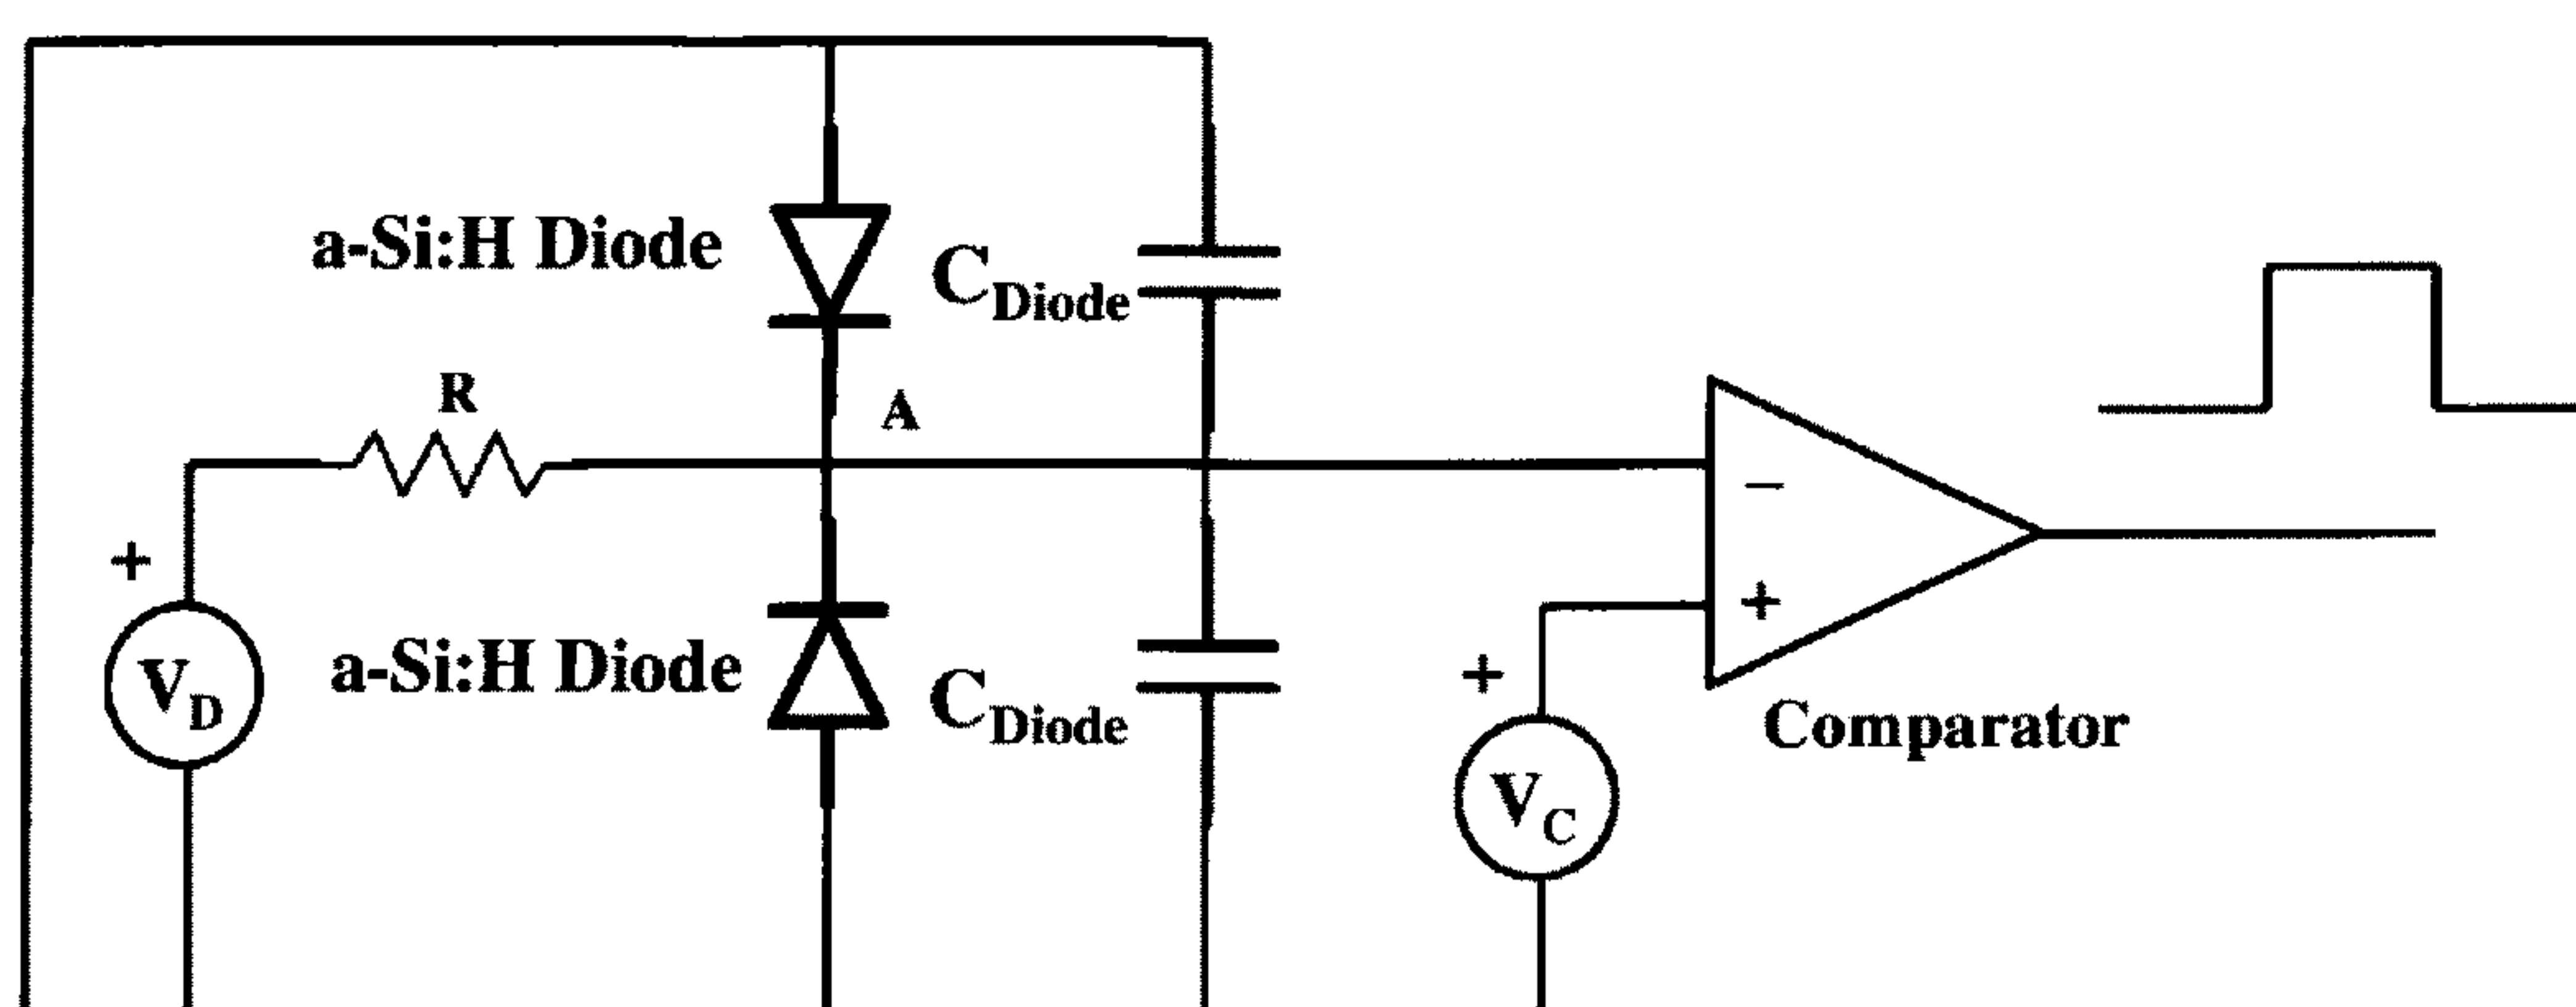 a-Si:H Diode
C_Diode
R
A
−
+
+
a-Si:H Diode
V_D
C_Diode
+
Comparator
V_C